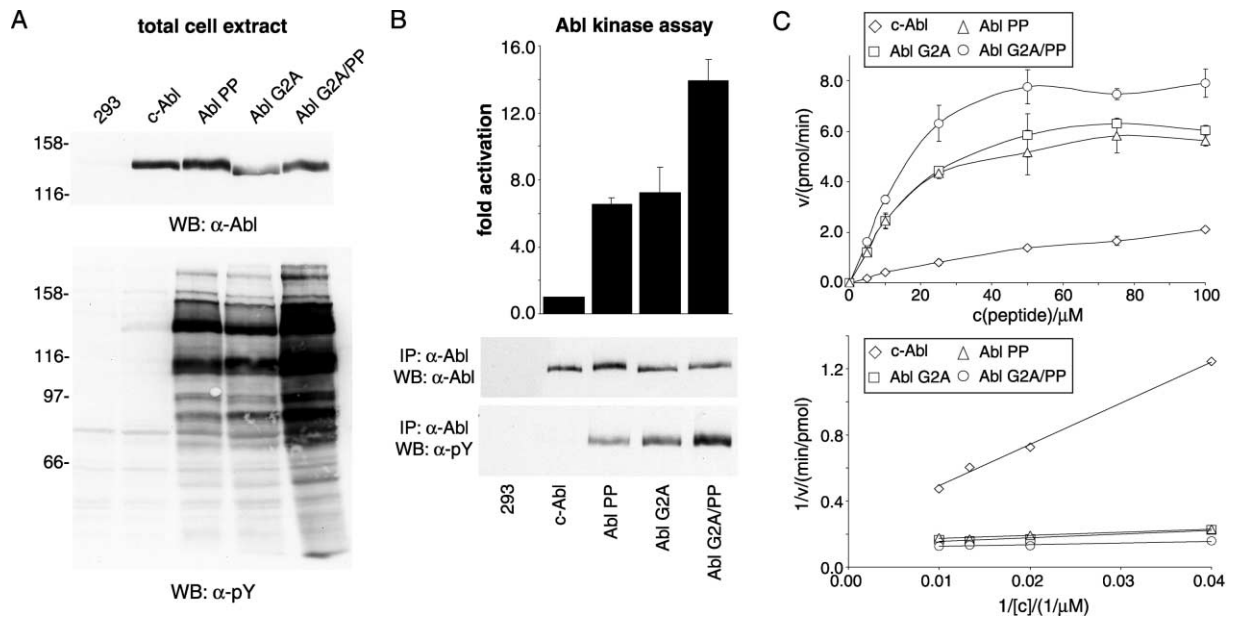 A
total cell extract
293
c-Abl
Abl PP
Abl G2A
Abl G2A/PP
158-
116-
WB: α-Abl
158-
116-
97-
66-
WB: α-pY
B
Abl kinase assay
fold activation
16.0
12.0
8.0
4.0
0.0
IP: α-Abl
WB: α-Abl
IP: α-Abl
WB: α-pY
293
c-Abl
Abl PP
Abl G2A
Abl G2A/PP
C
c-Abl
Abl PP
Abl G2A
Abl G2A/PP
v/(pmol/min)
8.0
6.0
4.0
2.0
0.0
0
20
40
60
80
100
c(peptide)/μM
c-Abl
Abl PP
Abl G2A
Abl G2A/PP
1/v/(min/pmol)
1.2
0.8
0.4
0.0
0.00
0.01
0.02
0.03
0.04
1/[c]/(1/μM)